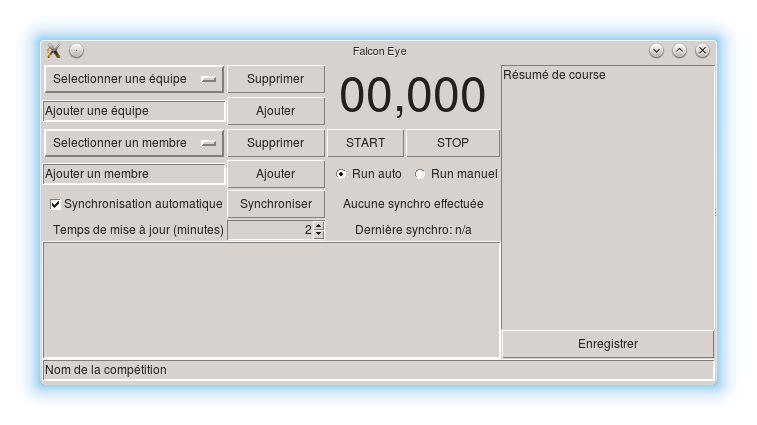 Falcon Eye
Selectionner une équipe
Supprimer
00,000
Résumé de course
Ajouter une équipe
Ajouter
Selectionner un membre
Supprimer
START
STOP
Ajouter un membre
Ajouter
Run auto
Run manuel
Synchronisation automatique
Synchroniser
Aucune synchro effectuée
Temps de mise à jour (minutes)
2
Dernière synchro: n/a
Enregistrer
Nom de la compétition